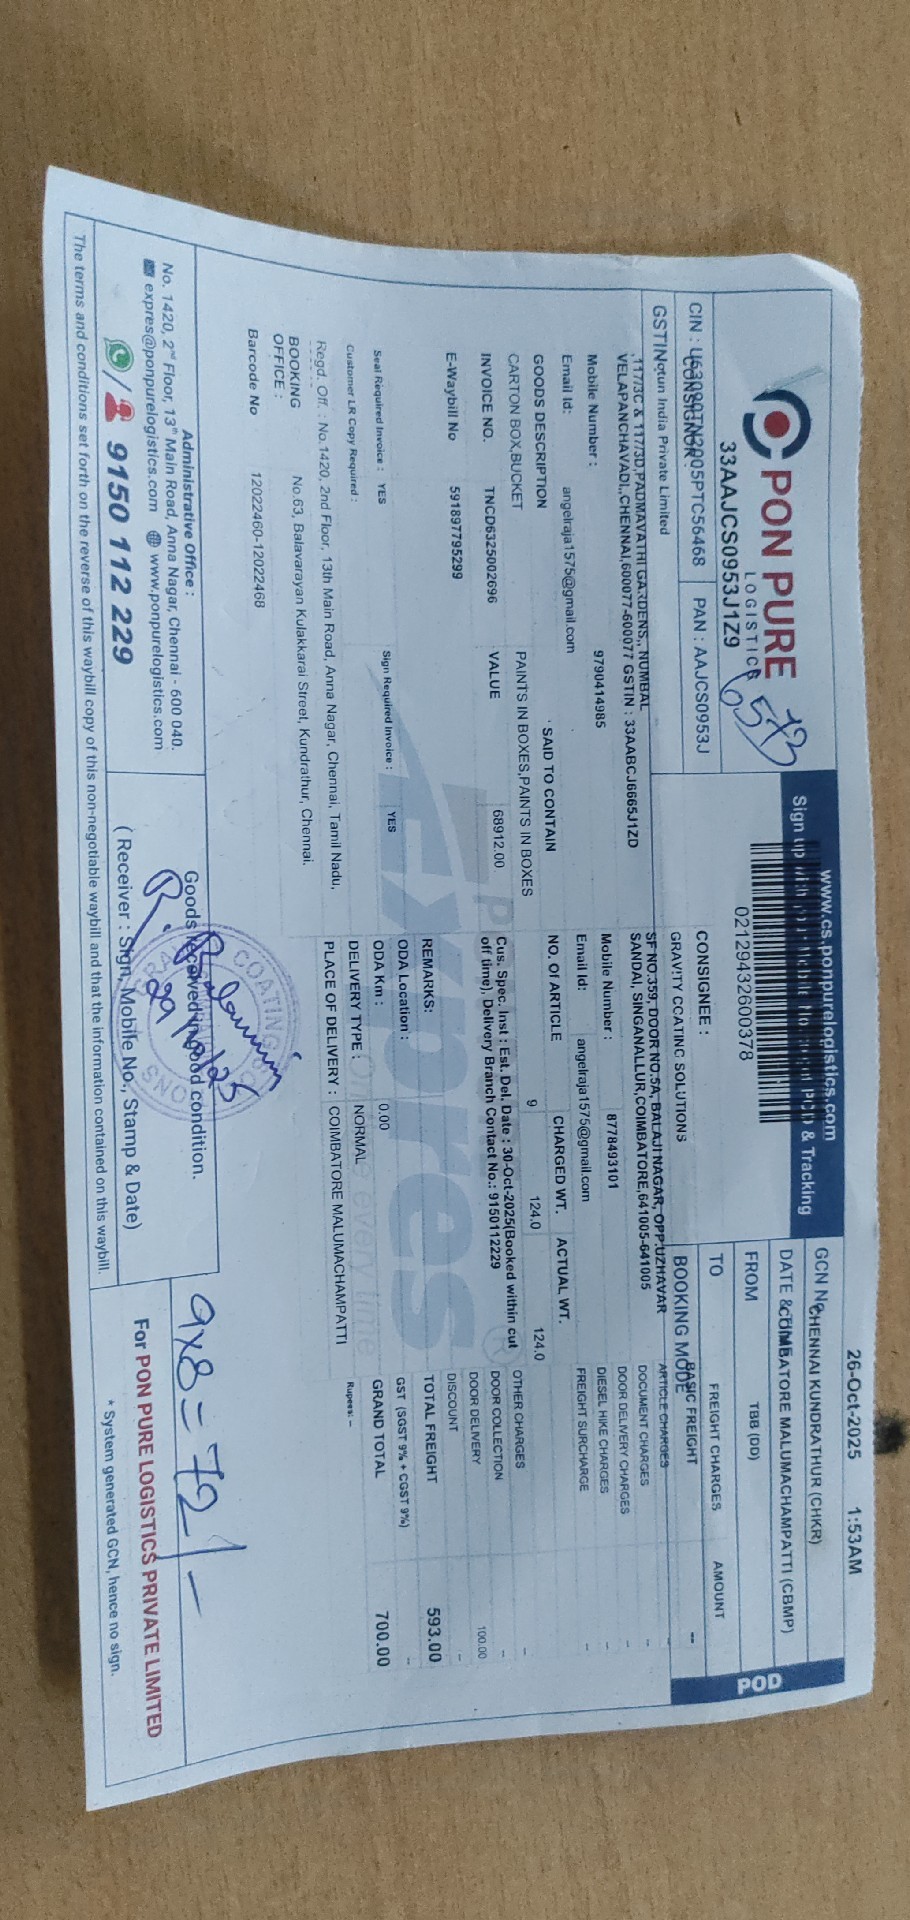 PON PURE
LOGISTICS
33AAJCS0953J1Z9
573
CIN : U63090TN2005PTC56468 PAN : AAJCS0953J
CONSIGNOR :
GSTIN
Jotun India Private Limited
117/3C & 117/3D,PADMAVATHI GARDENS,, NUMBAL
VELAPANCHAVADI,,CHENNAI,600077-600077 GSTIN : 33AABCJ6665J1ZD
Mobile Number : 9790414985
Email Id: angelraja1575@gmail.com
GOODS DESCRIPTION SAID TO CONTAIN
CARTON BOX,BUCKET PAINTS IN BOXES,PAINTS IN BOXES
INVOICE NO. TNCD6325002696 VALUE 68912.00
E-Waybill No 591897795299
Seal Required Invoice : YES Sign Required Invoice : YES
Customer LR Copy Required :
Regd. Off. : No.1420, 2nd Floor, 13th Main Road, Anna Nagar, Chennai, Tamil Nadu,
BOOKING OFFICE : No.63, Balavarayan Kulakkarai Street, Kundrathur, Chennai.
Barcode No 12022460-12022468
www.cs.ponpurelogistics.com
Sign up & Tracking
02129432600378
CONSIGNEE :
GRAVITY COATING SOLUTIONS
SF NO.359, DOOR NO:5A, BALAJI NAGAR, OPP.UZHAVAR
SANDAI, SINGANALLUR,COIMBATORE,641005-641005
Mobile Number : 8778493101
Email Id: angelraja1575@gmail.com
NO. OF ARTICLE CHARGED WT. ACTUAL WT.
9 124.0 124.0
Cus. Spec. Inst : Est. Del. Date : 30-Oct-2025(Booked within cut
off time), Delivery Branch Contact No.: 9150112229
REMARKS:
ODA Location :
ODA Km : 0.00
DELIVERY TYPE : NORMAL
PLACE OF DELIVERY : COIMBATORE MALUMACHAMPATTI
Expres
every time
26-Oct-2025 1:53AM
GCN No
CHENNAI KUNDRATHUR (CHKR)
DATE & TIME
COIMBATORE MALUMACHAMPATTI (CBMP)
FROM TBB (DD)
TO
BOOKING MODE
POD
FREIGHT CHARGES AMOUNT
BASIC FREIGHT --
ARTICLE CHARGES --
DOCUMENT CHARGES --
DOOR DELIVERY CHARGES --
DIESEL HIKE CHARGES --
FREIGHT SURCHARGE --
OTHER CHARGES --
DOOR COLLECTION --
DOOR DELIVERY 100.00
DISCOUNT --
TOTAL FREIGHT 593.00
GST (SGST 9% + CGST 9%) --
GRAND TOTAL 700.00
Rupees: --
Administrative Office :
No. 1420, 2nd Floor, 13th Main Road, Anna Nagar, Chennai - 600 040.
expres@ponpurelogistics.com www.ponpurelogistics.com
9150 112 229
Goods received in good condition.
29/10/25
( Receiver : Sign, Mobile No., Stamp & Date)
9x8=72/-
For PON PURE LOGISTICS PRIVATE LIMITED
* System generated GCN, hence no sign.
The terms and conditions set forth on the reverse of this waybill copy of this non-negotiable waybill and that the information contained on this waybill.